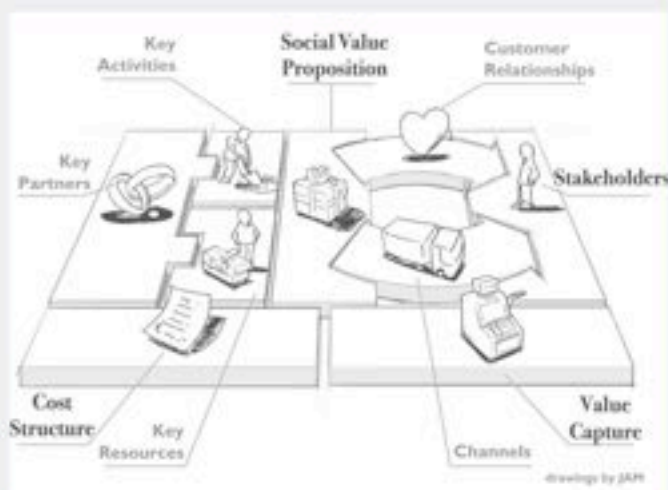 Key
Activities
Social Value
Proposition
Customer
Relationships
Key
Partners
Stakeholders
Cost
Structure
Key
Resources
Channels
Value
Capture
drawings by JAM